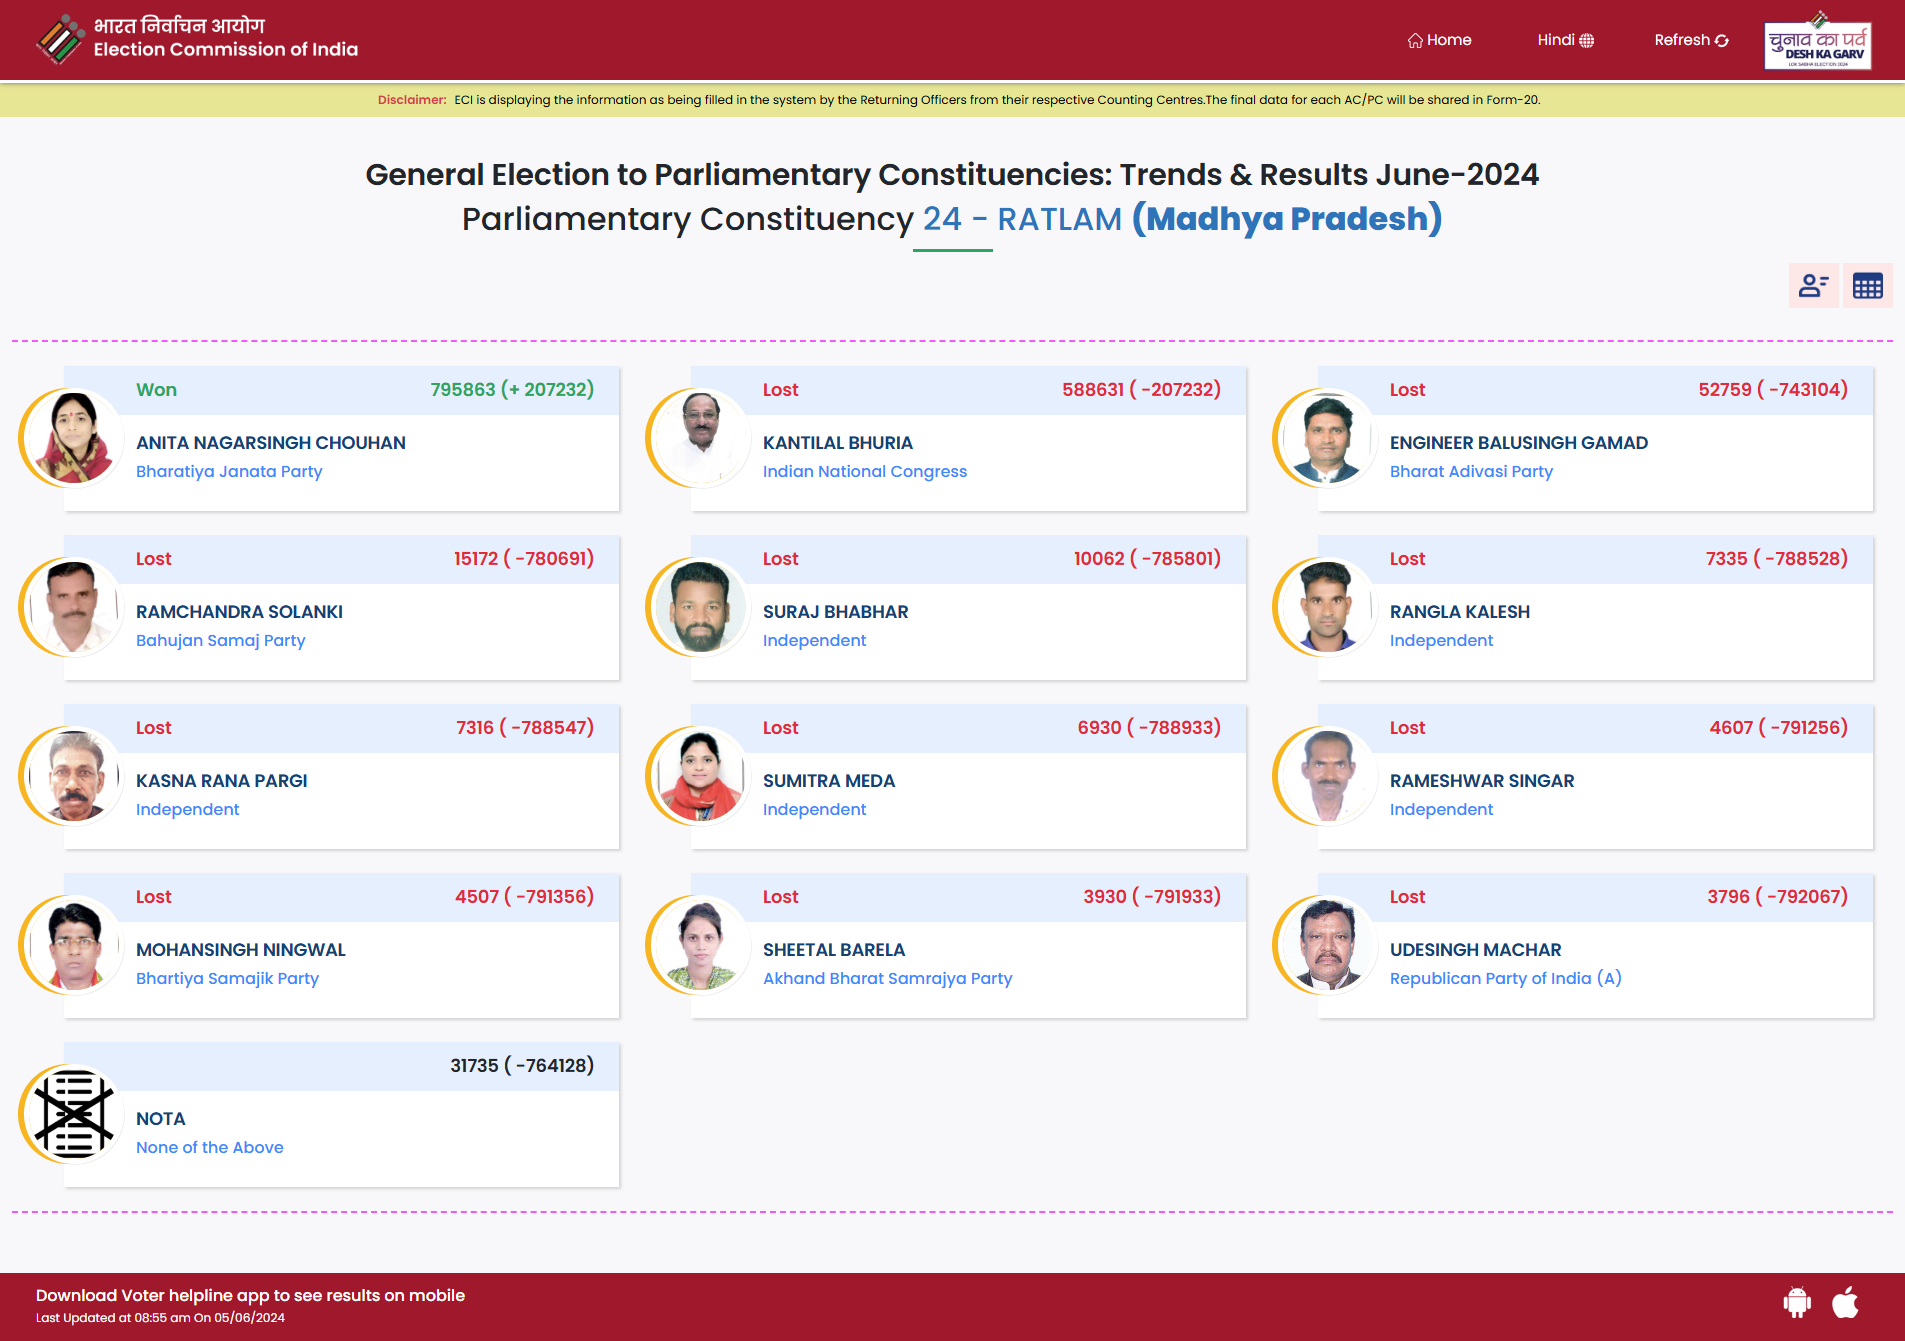 भारत निर्वाचन आयोग
Election Commission of India
Home
Hindi
Refresh
चुनाव का पर्व
DESH KA GARV
LOK SABHA ELECTION 2024
Disclaimer: ECI is displaying the information as being filled in the system by the Returning Officers from their respective Counting Centres.The final data for each AC/PC will be shared in Form-20.
General Election to Parliamentary Constituencies: Trends & Results June-2024
Parliamentary Constituency 24 - RATLAM (Madhya Pradesh)
Won 795863 (+ 207232)
ANITA NAGARSINGH CHOUHAN
Bharatiya Janata Party
Lost 588631 ( -207232)
KANTILAL BHURIA
Indian National Congress
Lost 52759 ( -743104)
ENGINEER BALUSINGH GAMAD
Bharat Adivasi Party
Lost 15172 ( -780691)
RAMCHANDRA SOLANKI
Bahujan Samaj Party
Lost 10062 ( -785801)
SURAJ BHABHAR
Independent
Lost 7335 ( -788528)
RANGLA KALESH
Independent
Lost 7316 ( -788547)
KASNA RANA PARGI
Independent
Lost 6930 ( -788933)
SUMITRA MEDA
Independent
Lost 4607 ( -791256)
RAMESHWAR SINGAR
Independent
Lost 4507 ( -791356)
MOHANSINGH NINGWAL
Bhartiya Samajik Party
Lost 3930 ( -791933)
SHEETAL BARELA
Akhand Bharat Samrajya Party
Lost 3796 ( -792067)
UDESINGH MACHAR
Republican Party of India (A)
31735 ( -764128)
NOTA
None of the Above
Download Voter helpline app to see results on mobile
Last Updated at 08:55 am On 05/06/2024